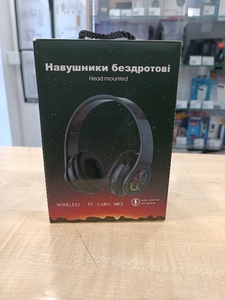 Навушники бездротові
Head mounted
WIRELESS · TF - CARD · MP3